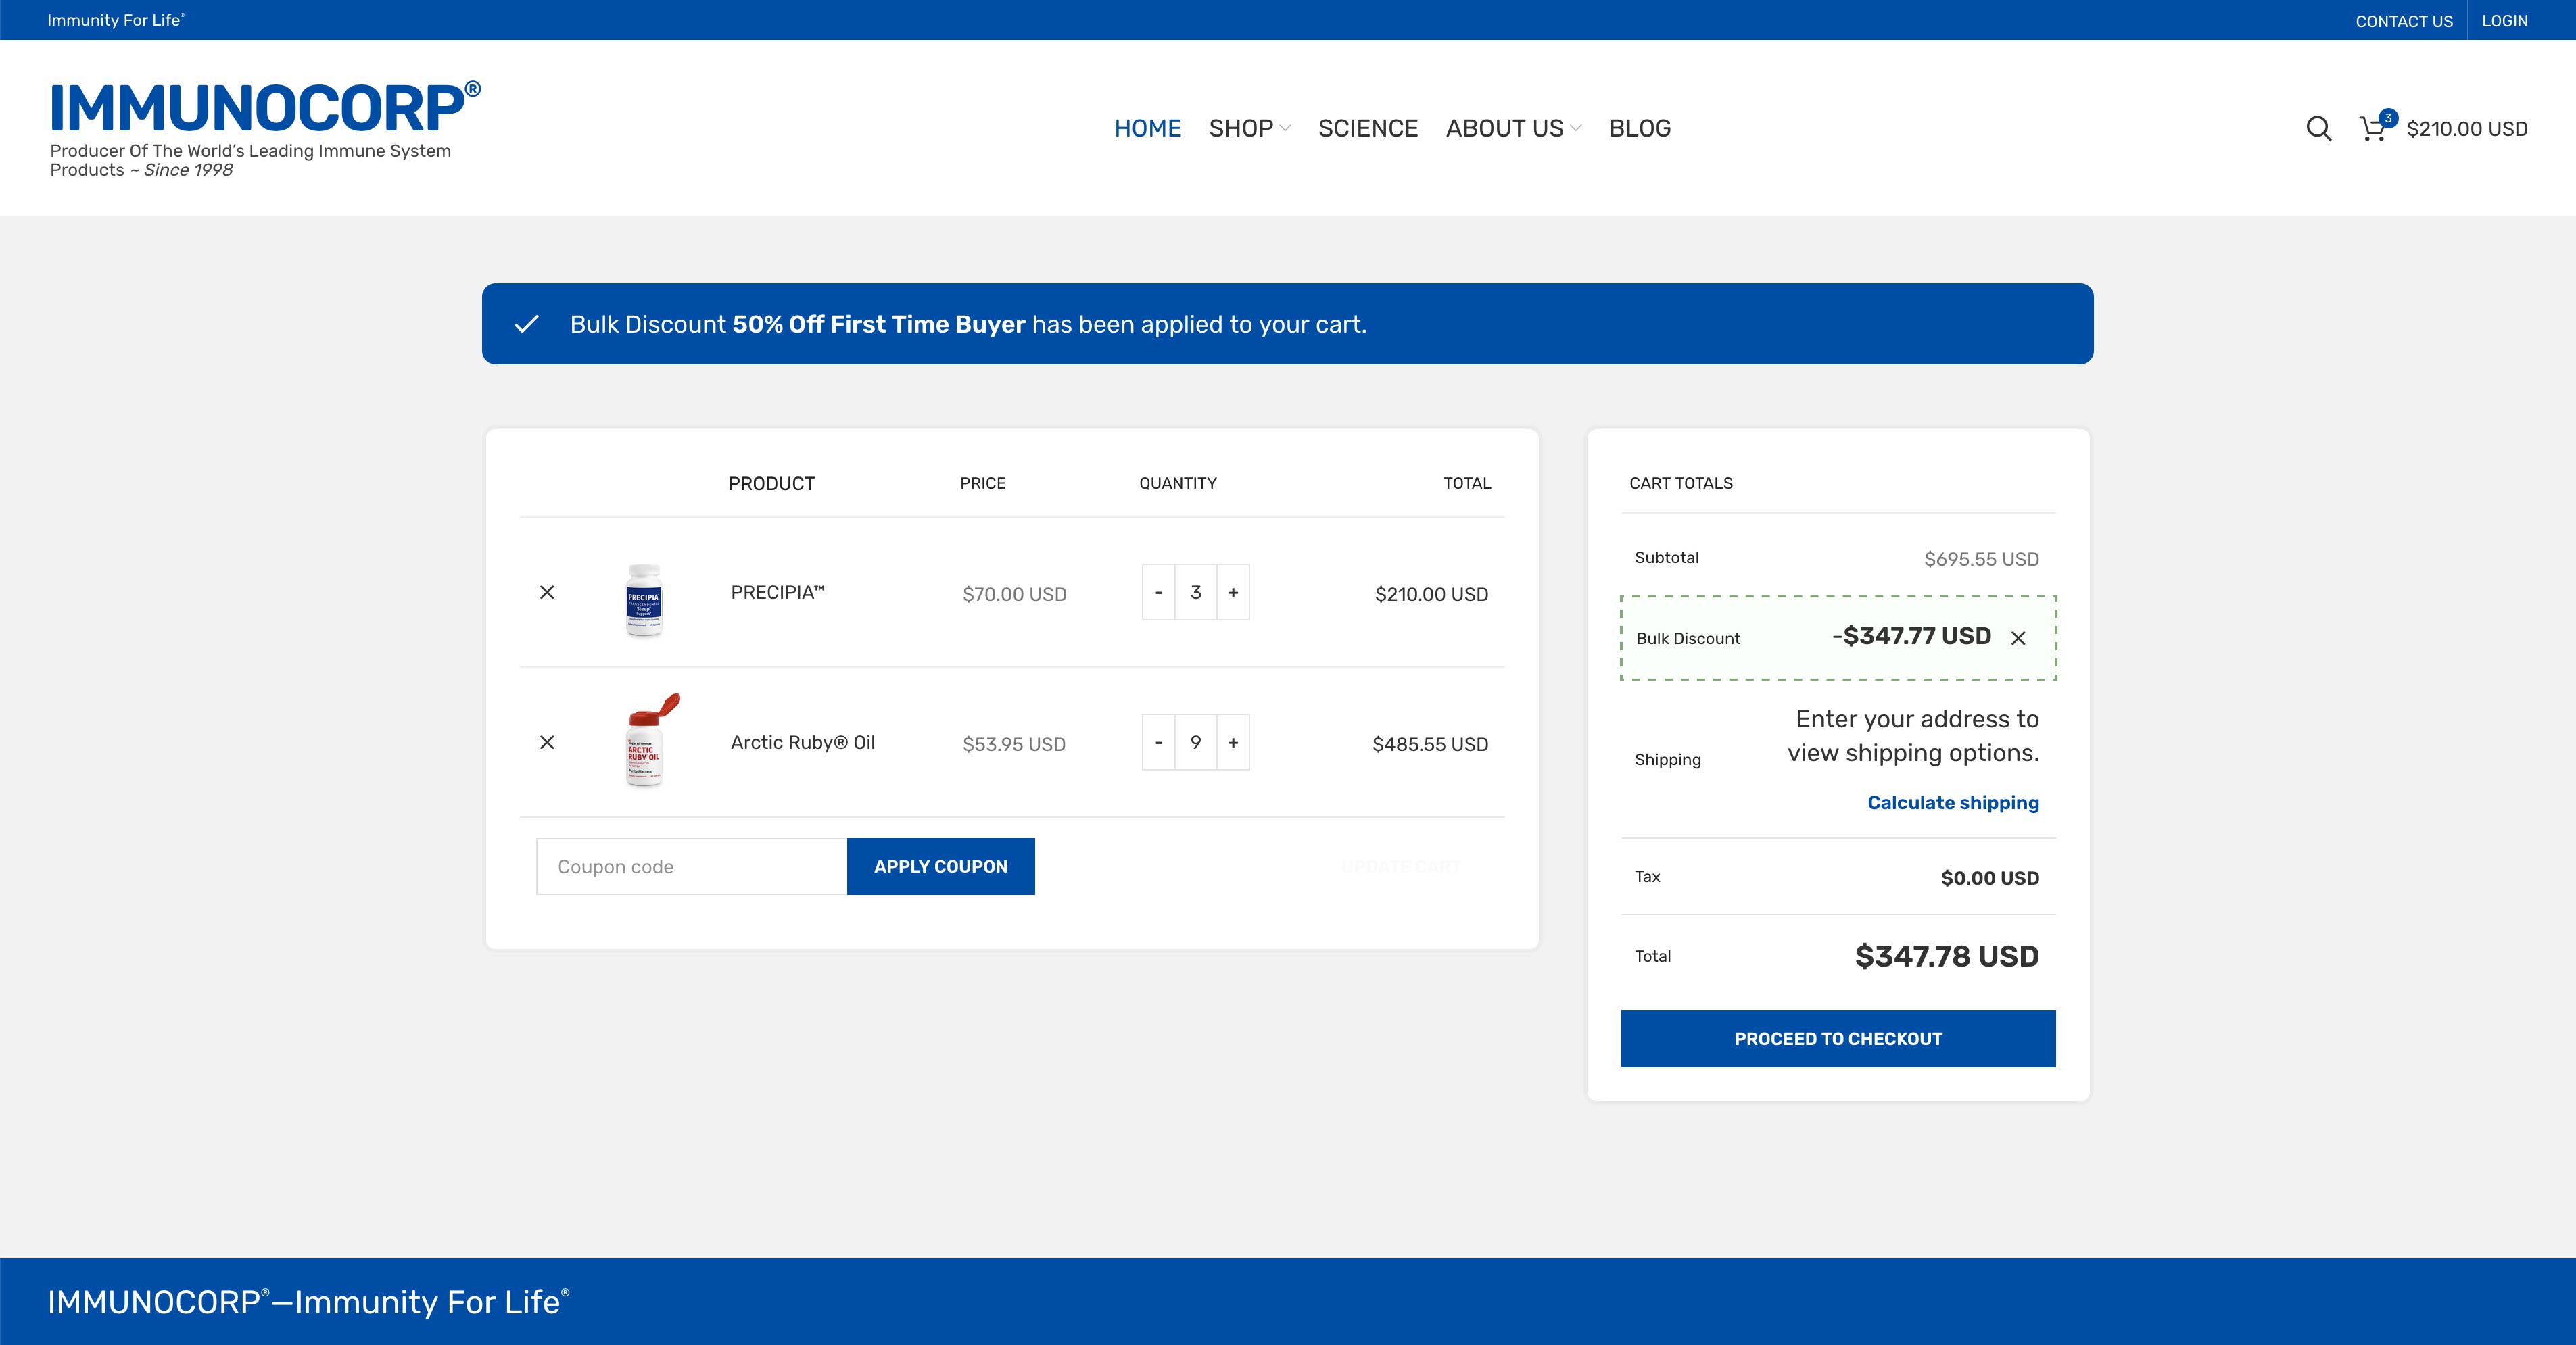 Immunity For Life®
CONTACT US
LOGIN
IMMUNOCORP®
Producer Of The World's Leading Immune System
Products ~ Since 1998
HOME
SHOP
SCIENCE
ABOUT US
BLOG
3
$210.00 USD
Bulk Discount 50% Off First Time Buyer has been applied to your cart.
PRODUCT
PRICE
QUANTITY
TOTAL
PRECIPIA
Sleep
Support
PRECIPIA™
$70.00 USD
- 3 +
$210.00 USD
ARCTIC
RUBY OIL
Purity Matters
Arctic Ruby® Oil
$53.95 USD
- 9 +
$485.55 USD
Coupon code
APPLY COUPON
UPDATE CART
CART TOTALS
Subtotal
$695.55 USD
Bulk Discount
-$347.77 USD
Shipping
Enter your address to
view shipping options.
Calculate shipping
Tax
$0.00 USD
Total
$347.78 USD
PROCEED TO CHECKOUT
IMMUNOCORP®—Immunity For Life®